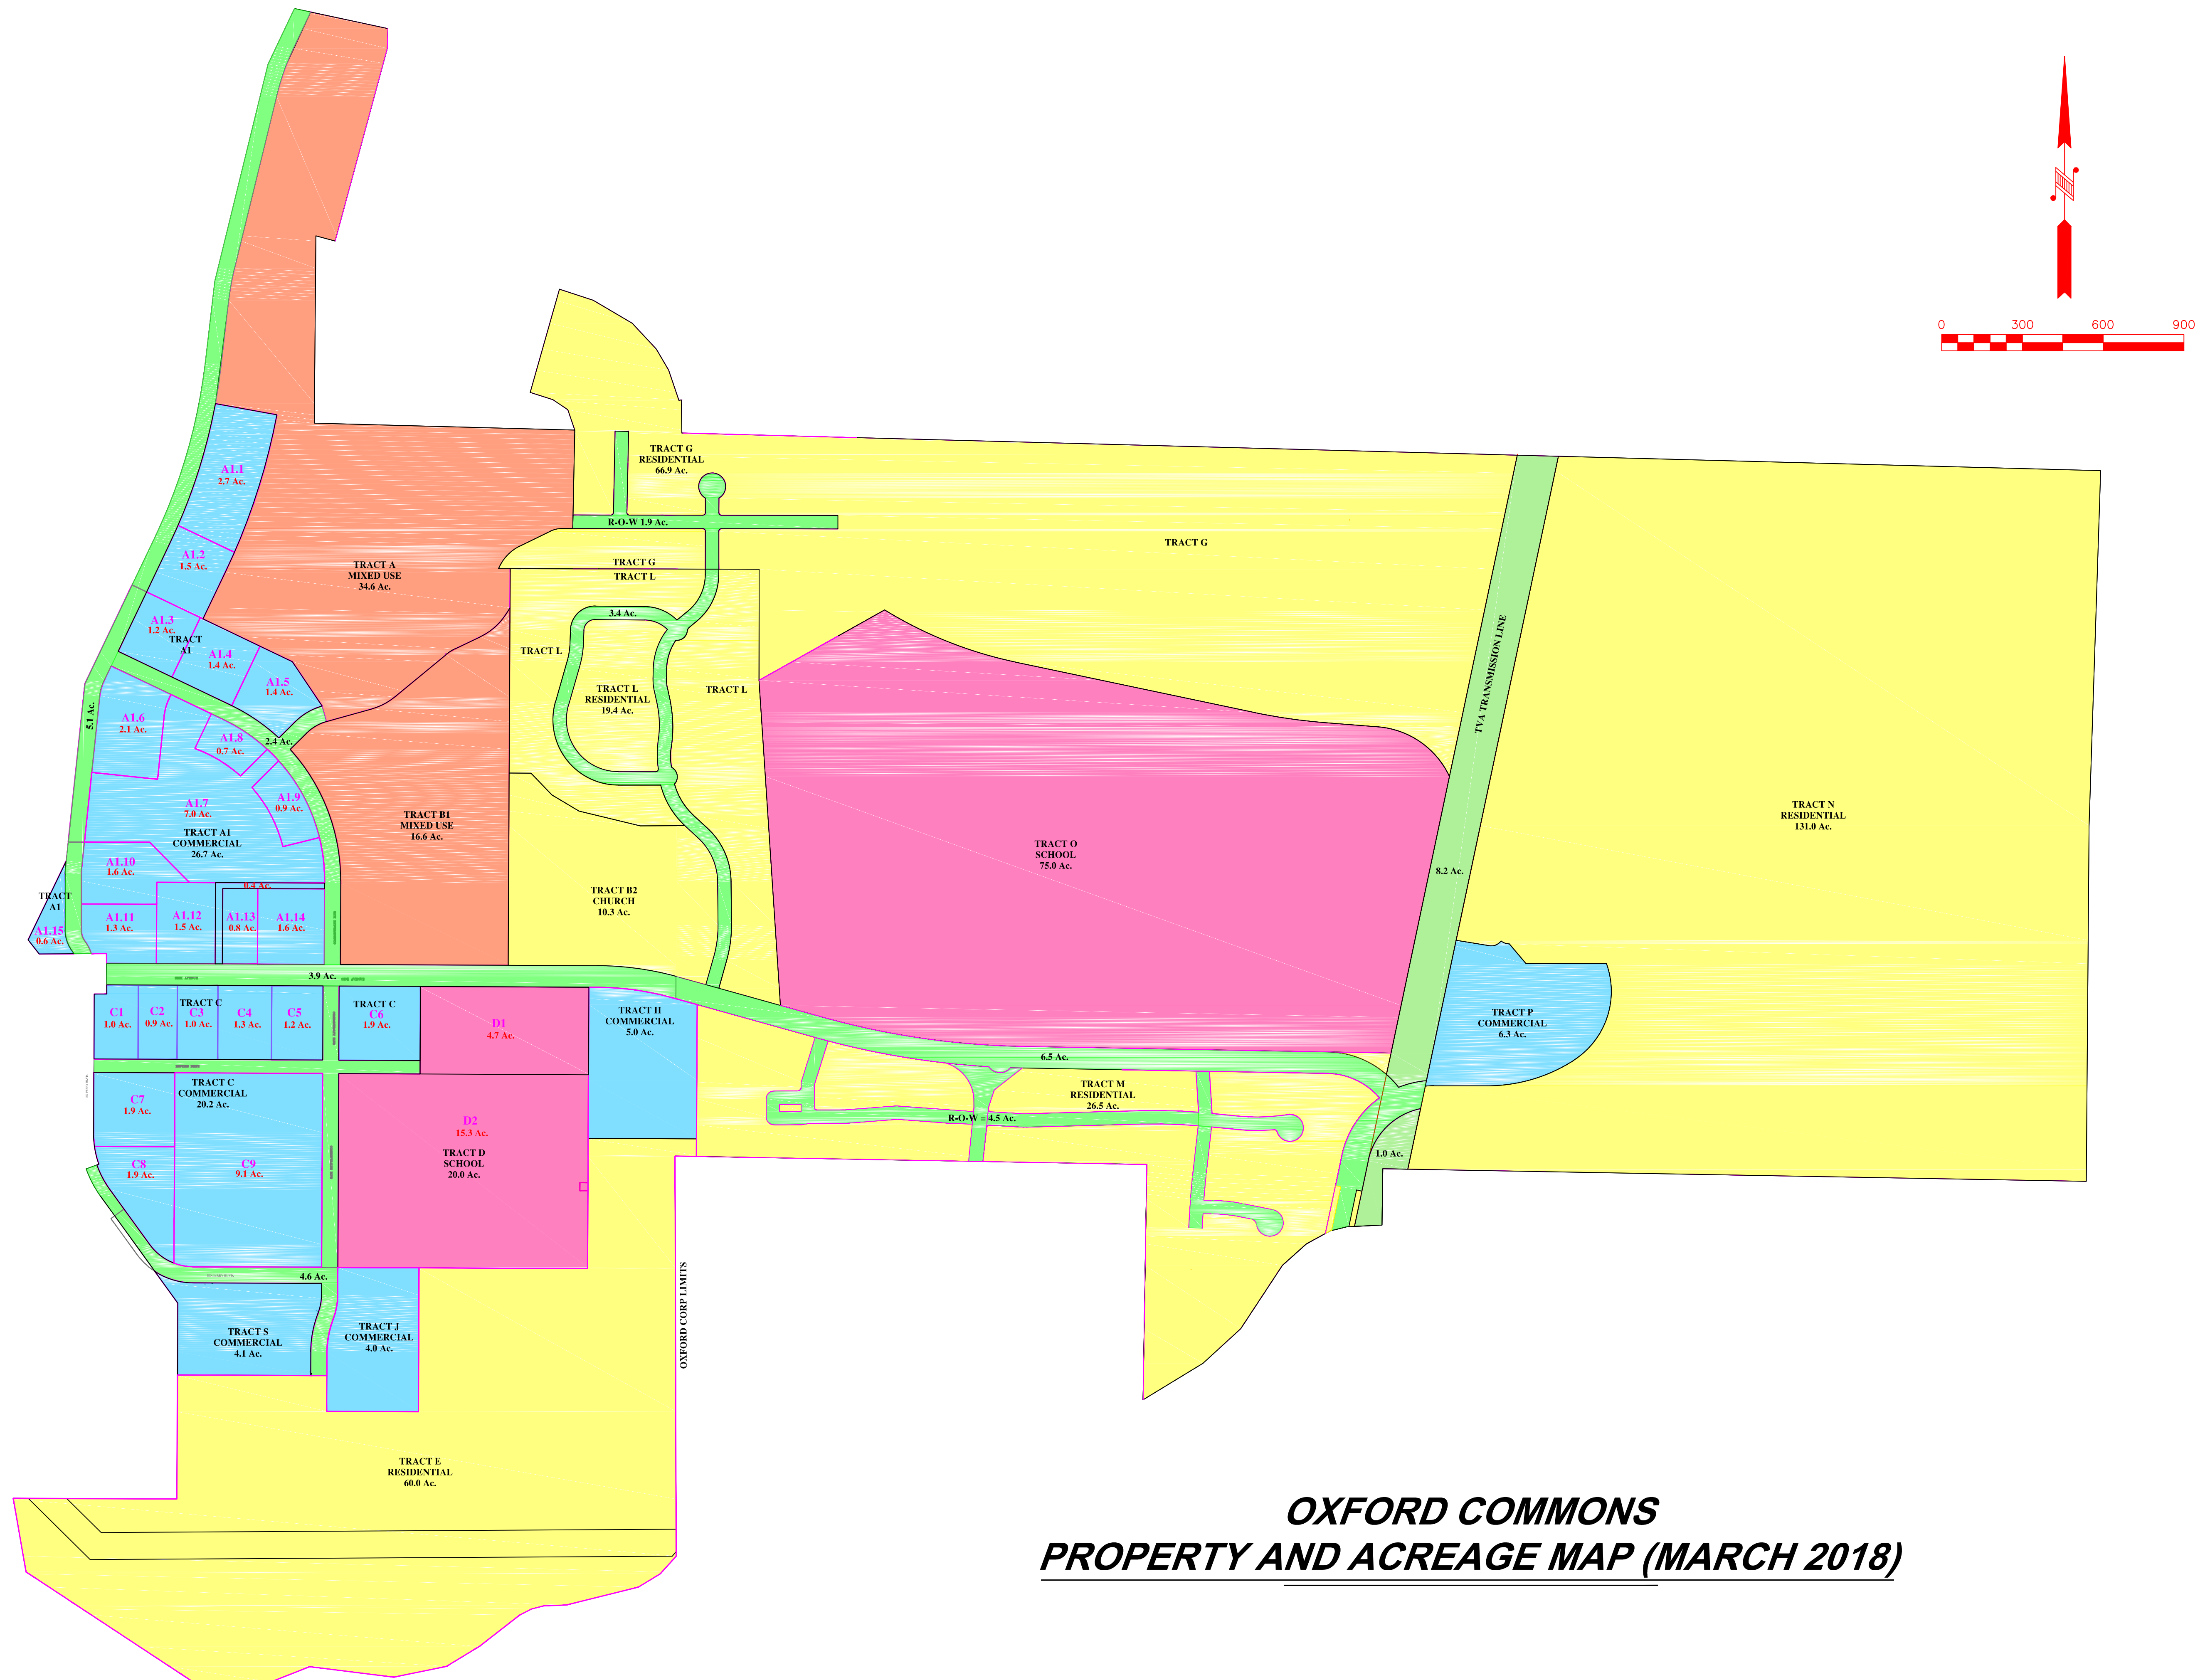 0 300 600 900
TRACT G
RESIDENTIAL
66.9 Ac.
A1.1
2.7 Ac.
R-O-W 1.9 Ac.
TRACT G
A1.2
1.5 Ac.
TRACT A
MIXED USE
34.6 Ac.
TRACT G
TRACT L
3.4 Ac.
A1.3
1.2 Ac.
TRACT
A1
A1.4
1.4 Ac.
A1.5
1.4 Ac.
TRACT L
TRACT L
RESIDENTIAL
19.4 Ac.
TRACT L
TVA TRANSMISSION LINE
5.1 Ac.
A1.6
2.1 Ac.
A1.8
0.7 Ac.
2.4 Ac.
A1.7
7.0 Ac.
A1.9
0.9 Ac.
TRACT A1
COMMERCIAL
26.7 Ac.
TRACT B1
MIXED USE
16.6 Ac.
TRACT N
RESIDENTIAL
131.0 Ac.
TRACT O
SCHOOL
75.0 Ac.
8.2 Ac.
A1.10
1.6 Ac.
0.4 Ac.
TRACT B2
CHURCH
10.3 Ac.
TRACT
A1
A1.15
0.6 Ac.
A1.11
1.3 Ac.
A1.12
1.5 Ac.
A1.13
0.8 Ac.
A1.14
1.6 Ac.
3.9 Ac.
C1
1.0 Ac.
C2
0.9 Ac.
TRACT C
C3
1.0 Ac.
C4
1.3 Ac.
C5
1.2 Ac.
TRACT C
C6
1.9 Ac.
D1
4.7 Ac.
TRACT H
COMMERCIAL
5.0 Ac.
TRACT P
COMMERCIAL
6.3 Ac.
6.5 Ac.
TRACT C
COMMERCIAL
20.2 Ac.
C7
1.9 Ac.
TRACT M
RESIDENTIAL
26.5 Ac.
R-O-W = 4.5 Ac.
D2
15.3 Ac.
TRACT D
SCHOOL
20.0 Ac.
C8
1.9 Ac.
C9
9.1 Ac.
1.0 Ac.
4.6 Ac.
OXFORD CORP LIMITS
TRACT S
COMMERCIAL
4.1 Ac.
TRACT J
COMMERCIAL
4.0 Ac.
TRACT E
RESIDENTIAL
60.0 Ac.
OXFORD COMMONS
PROPERTY AND ACREAGE MAP (MARCH 2018)